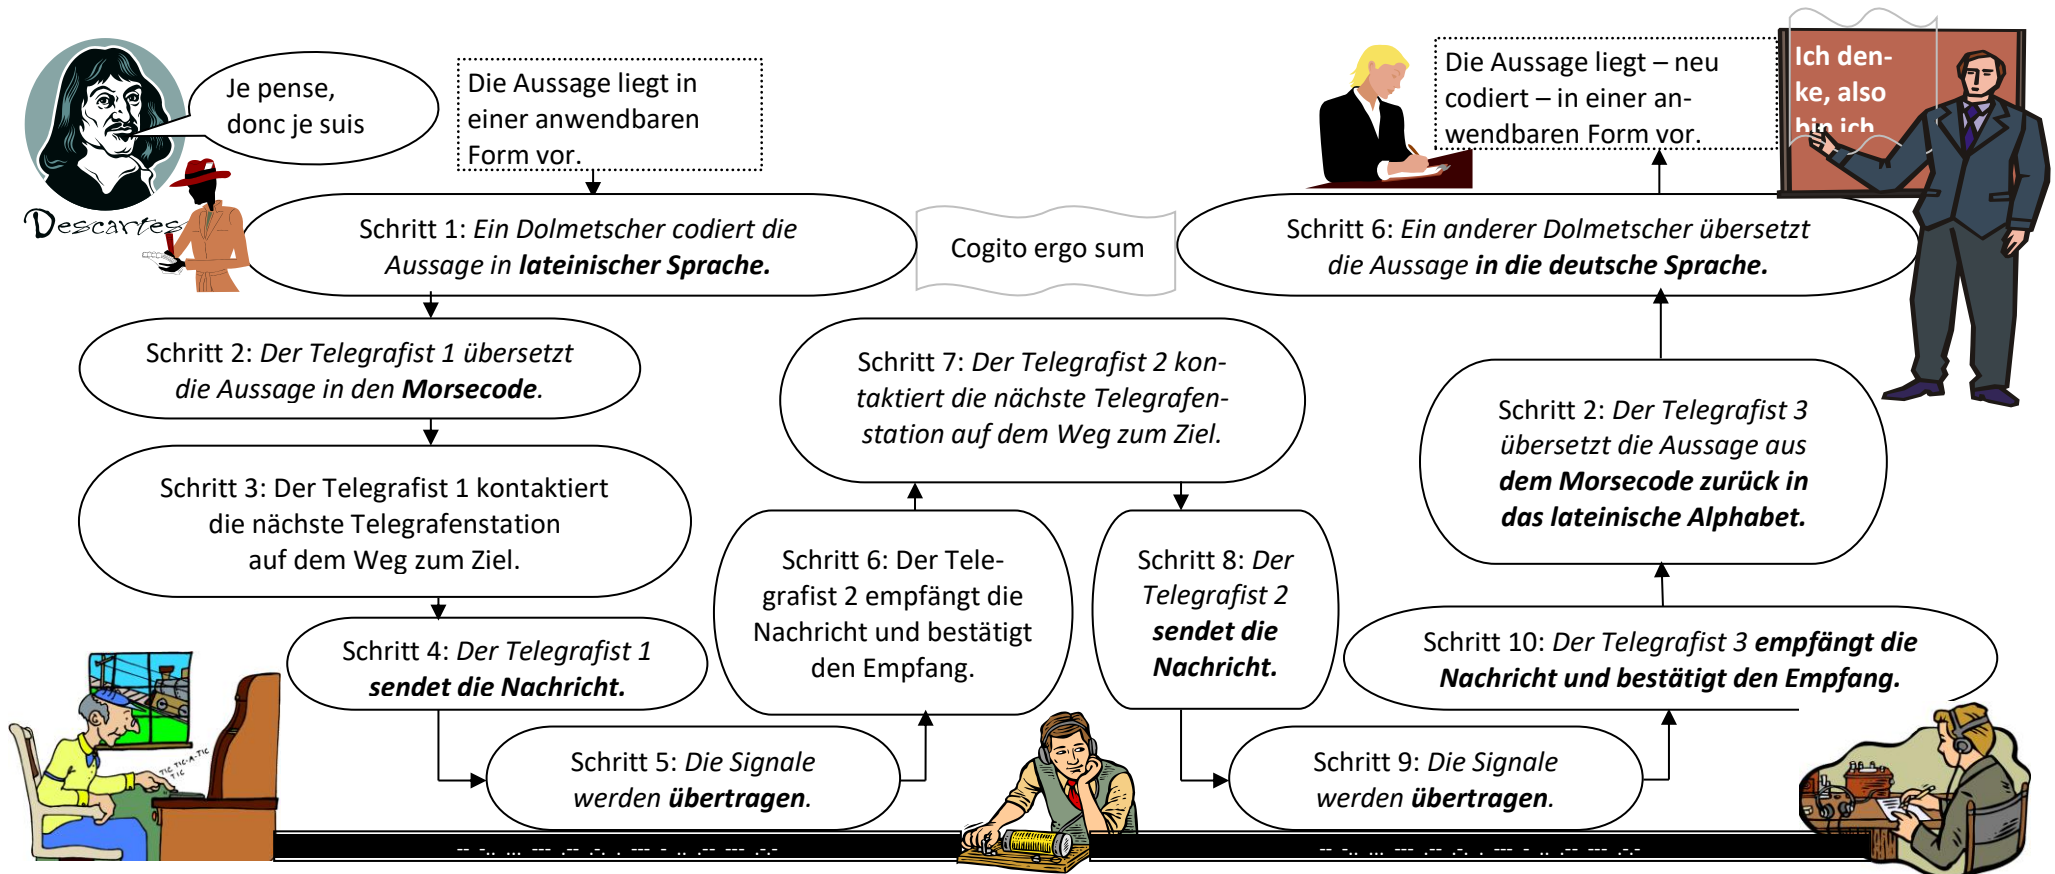 Je pense,
donc je suis
Descartes
Die Aussage liegt in
einer anwendbaren
Form vor.
Schritt 1: Ein Dolmetscher codiert die
Aussage in lateinischer Sprache.
Schritt 2: Der Telegrafist 1 übersetzt
die Aussage in den Morsecode.
Schritt 3: Der Telegrafist 1 kontaktiert
die nächste Telegrafenstation
auf dem Weg zum Ziel.
Schritt 4: Der Telegrafist 1
sendet die Nachricht.
TIC TIC-A-TIC
TIC
Schritt 5: Die Signale
werden übertragen.
Schritt 6: Der Tele-
grafist 2 empfängt die
Nachricht und bestätigt
den Empfang.
Schritt 7: Der Telegrafist 2 kon-
taktiert die nächste Telegrafen-
station auf dem Weg zum Ziel.
Cogito ergo sum
Schritt 8: Der
Telegrafist 2
sendet die
Nachricht.
Schritt 9: Die Signale
werden übertragen.
Schritt 10: Der Telegrafist 3 empfängt die
Nachricht und bestätigt den Empfang.
Schritt 2: Der Telegrafist 3
übersetzt die Aussage aus
dem Morsecode zurück in
das lateinische Alphabet.
Schritt 6: Ein anderer Dolmetscher übersetzt
die Aussage in die deutsche Sprache.
Die Aussage liegt – neu
codiert – in einer an-
wendbaren Form vor.
Ich den-
ke, also
bin ich
-- -.. ... --- .-- .-. . --- - .. .-- --- .-.-
-- -.. ... --- .-- .-. . --- - .. .-- --- .-.-